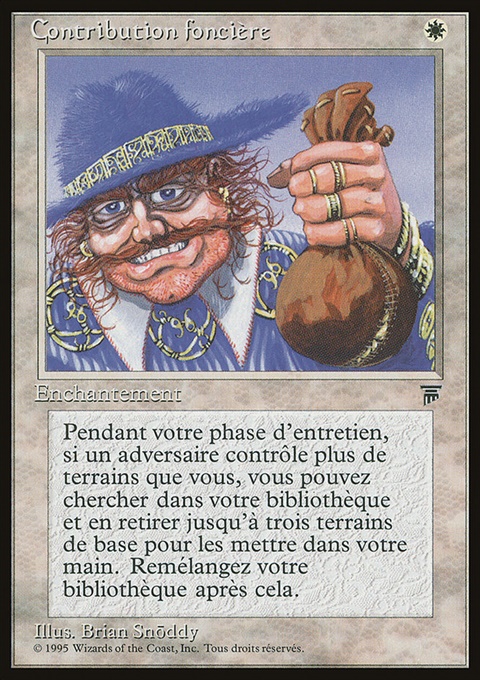 Contribution foncière
Enchantement
Pendant votre phase d'entretien,
si un adversaire contrôle plus de
terrains que vous, vous pouvez
chercher dans votre bibliothèque
et en retirer jusqu'à trois terrains
de base pour les mettre dans votre
main. Remélangez votre
bibliothèque après cela.
Illus. Brian Snōddy
© 1995 Wizards of the Coast, Inc. Tous droits réservés.